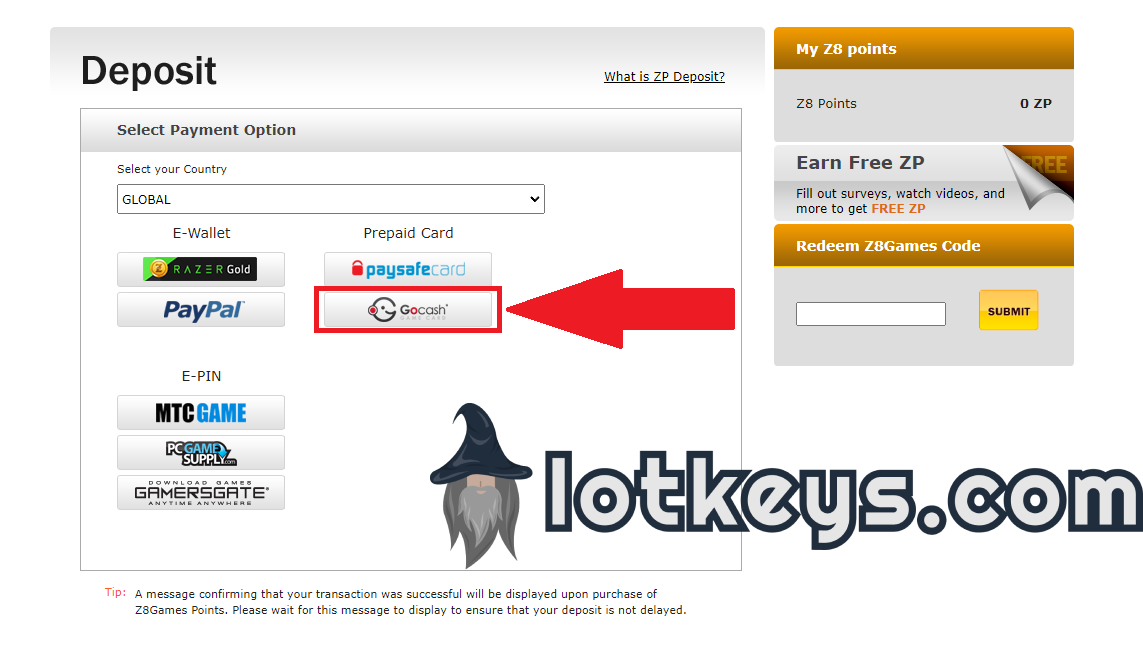 Deposit
What is ZP Deposit?
Select Payment Option
Select your Country
GLOBAL
E-Wallet
Prepaid Card
RAZER Gold
paysafecard
PayPal
Gocash
GAME CARD
E-PIN
MTCGAME
PCGAME
SUPPLY.com
DOWNLOAD GAMES
GAMERSGATE
ANYTIME ANYWHERE
Tip: A message confirming that your transaction was successful will be displayed upon purchase of
Z8Games Points. Please wait for this message to display to ensure that your deposit is not delayed.
My Z8 points
Z8 Points 0 ZP
Earn Free ZP
FREE
Fill out surveys, watch videos, and
more to get FREE ZP
Redeem Z8Games Code
SUBMIT
lotkeys.com